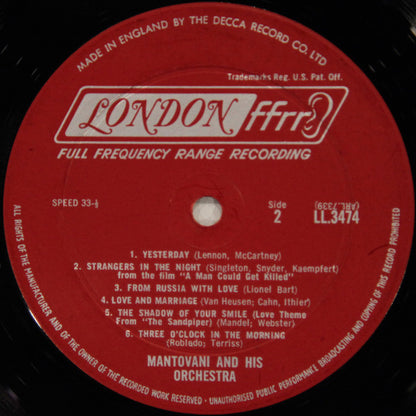 MADE IN ENGLAND BY THE DECCA RECORD CO. LTD
Trademarks Reg. U.S. Pat. Off.
LONDON ffrr
FULL FREQUENCY RANGE RECORDING
SPEED 33-⅓
Side
2
LL.3474
(ARL.7339)
1. YESTERDAY (Lennon, McCartney)
2. STRANGERS IN THE NIGHT (Singleton, Snyder, Kaempfert)
from the film "A Man Could Get Killed"
3. FROM RUSSIA WITH LOVE (Lionel Bart)
4. LOVE AND MARRIAGE (Van Heusen; Cahn, Ithier)
5. THE SHADOW OF YOUR SMILE (Love Theme
From "The Sandpiper) (Mandel; Webster)
6. THREE O'CLOCK IN THE MORNING
(Robledo; Terriss)
MANTOVANI AND HIS
ORCHESTRA
ALL RIGHTS OF THE MANUFACTURER AND OF THE OWNER OF THE RECORDED WORK RESERVED. UNAUTHORISED PUBLIC PERFORMANCE BROADCASTING AND COPYING OF THIS RECORD PROHIBITED